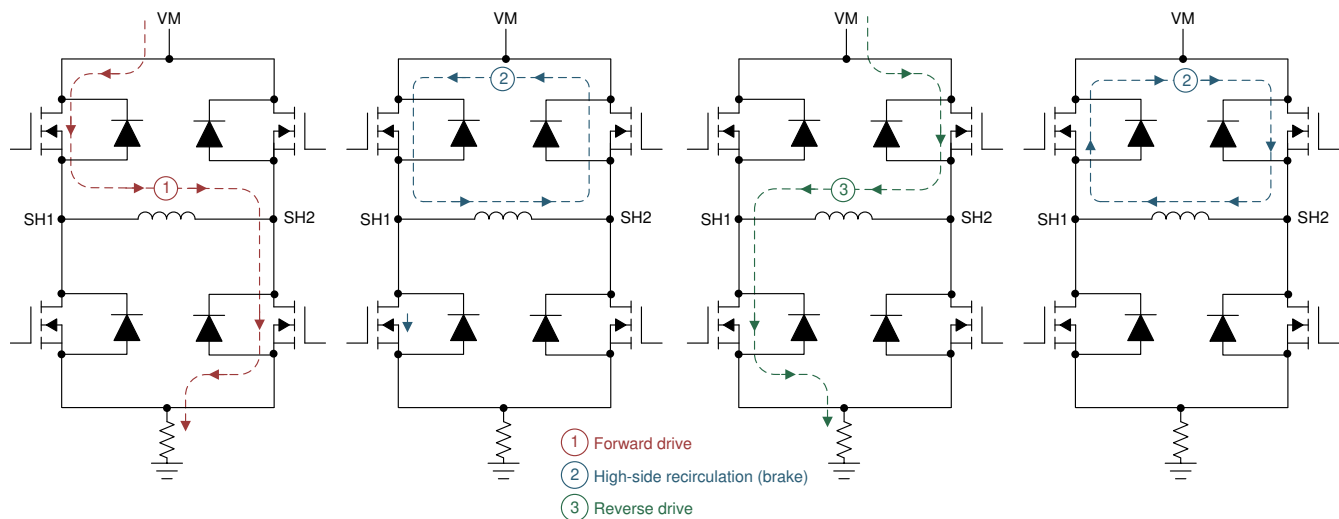 VM
VM
VM
VM
2
2
1
3
SH1
SH2
SH1
SH2
SH1
SH2
SH1
SH2
1 Forward drive
2 High-side recirculation (brake)
3 Reverse drive